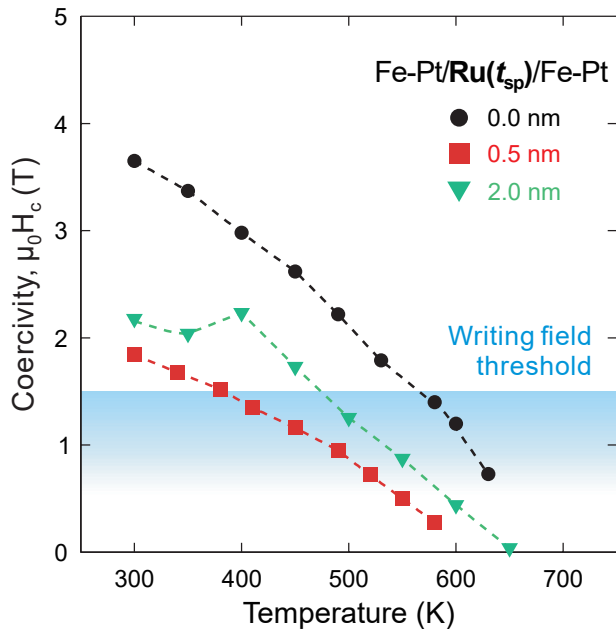 Fe-Pt/Ru(tsp)/Fe-Pt
0.0 nm
0.5 nm
2.0 nm
Writing field
threshold
Coercivity, μ0Hc (T)
5
4
3
2
1
0
300 400 500 600 700
Temperature (K)